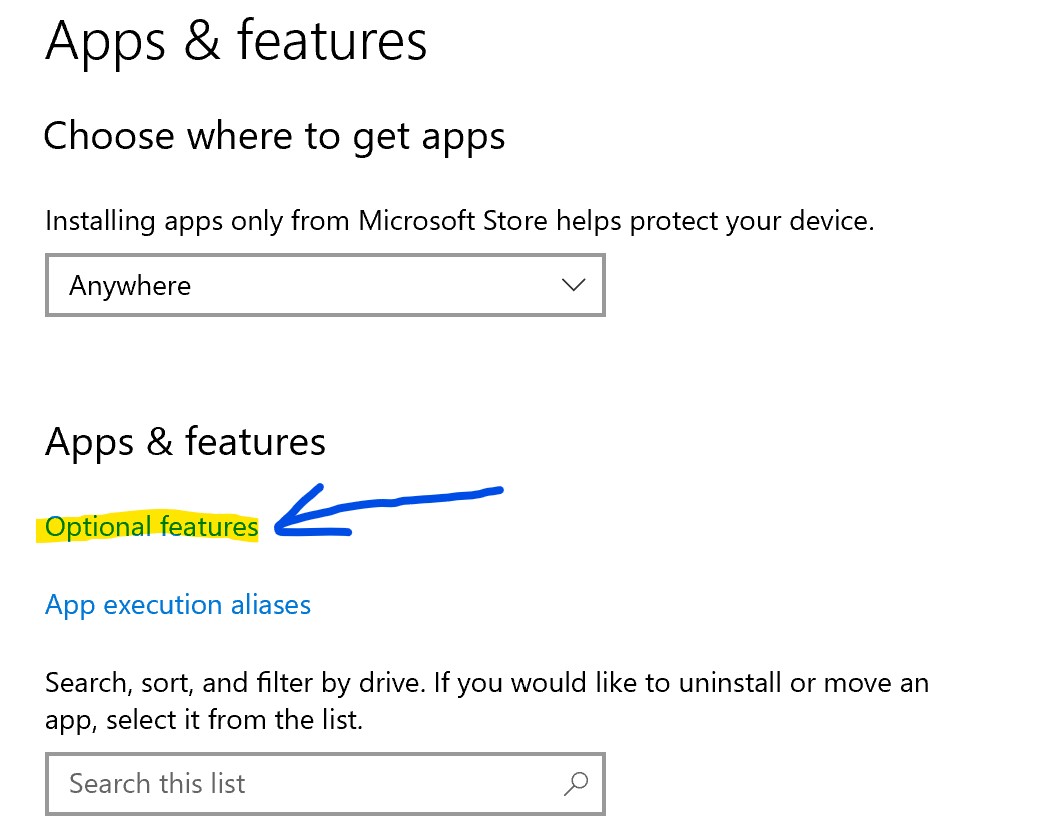 Apps & features
Choose where to get apps
Installing apps only from Microsoft Store helps protect your device.
Anywhere
Apps & features
Optional features
App execution aliases
Search, sort, and filter by drive. If you would like to uninstall or move an
app, select it from the list.
Search this list